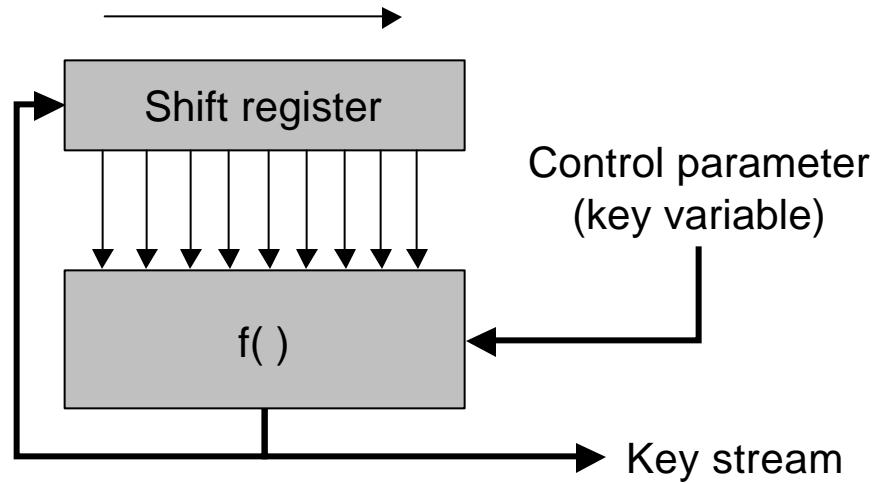 Shift register
Control parameter
(key variable)
f( )
Key stream